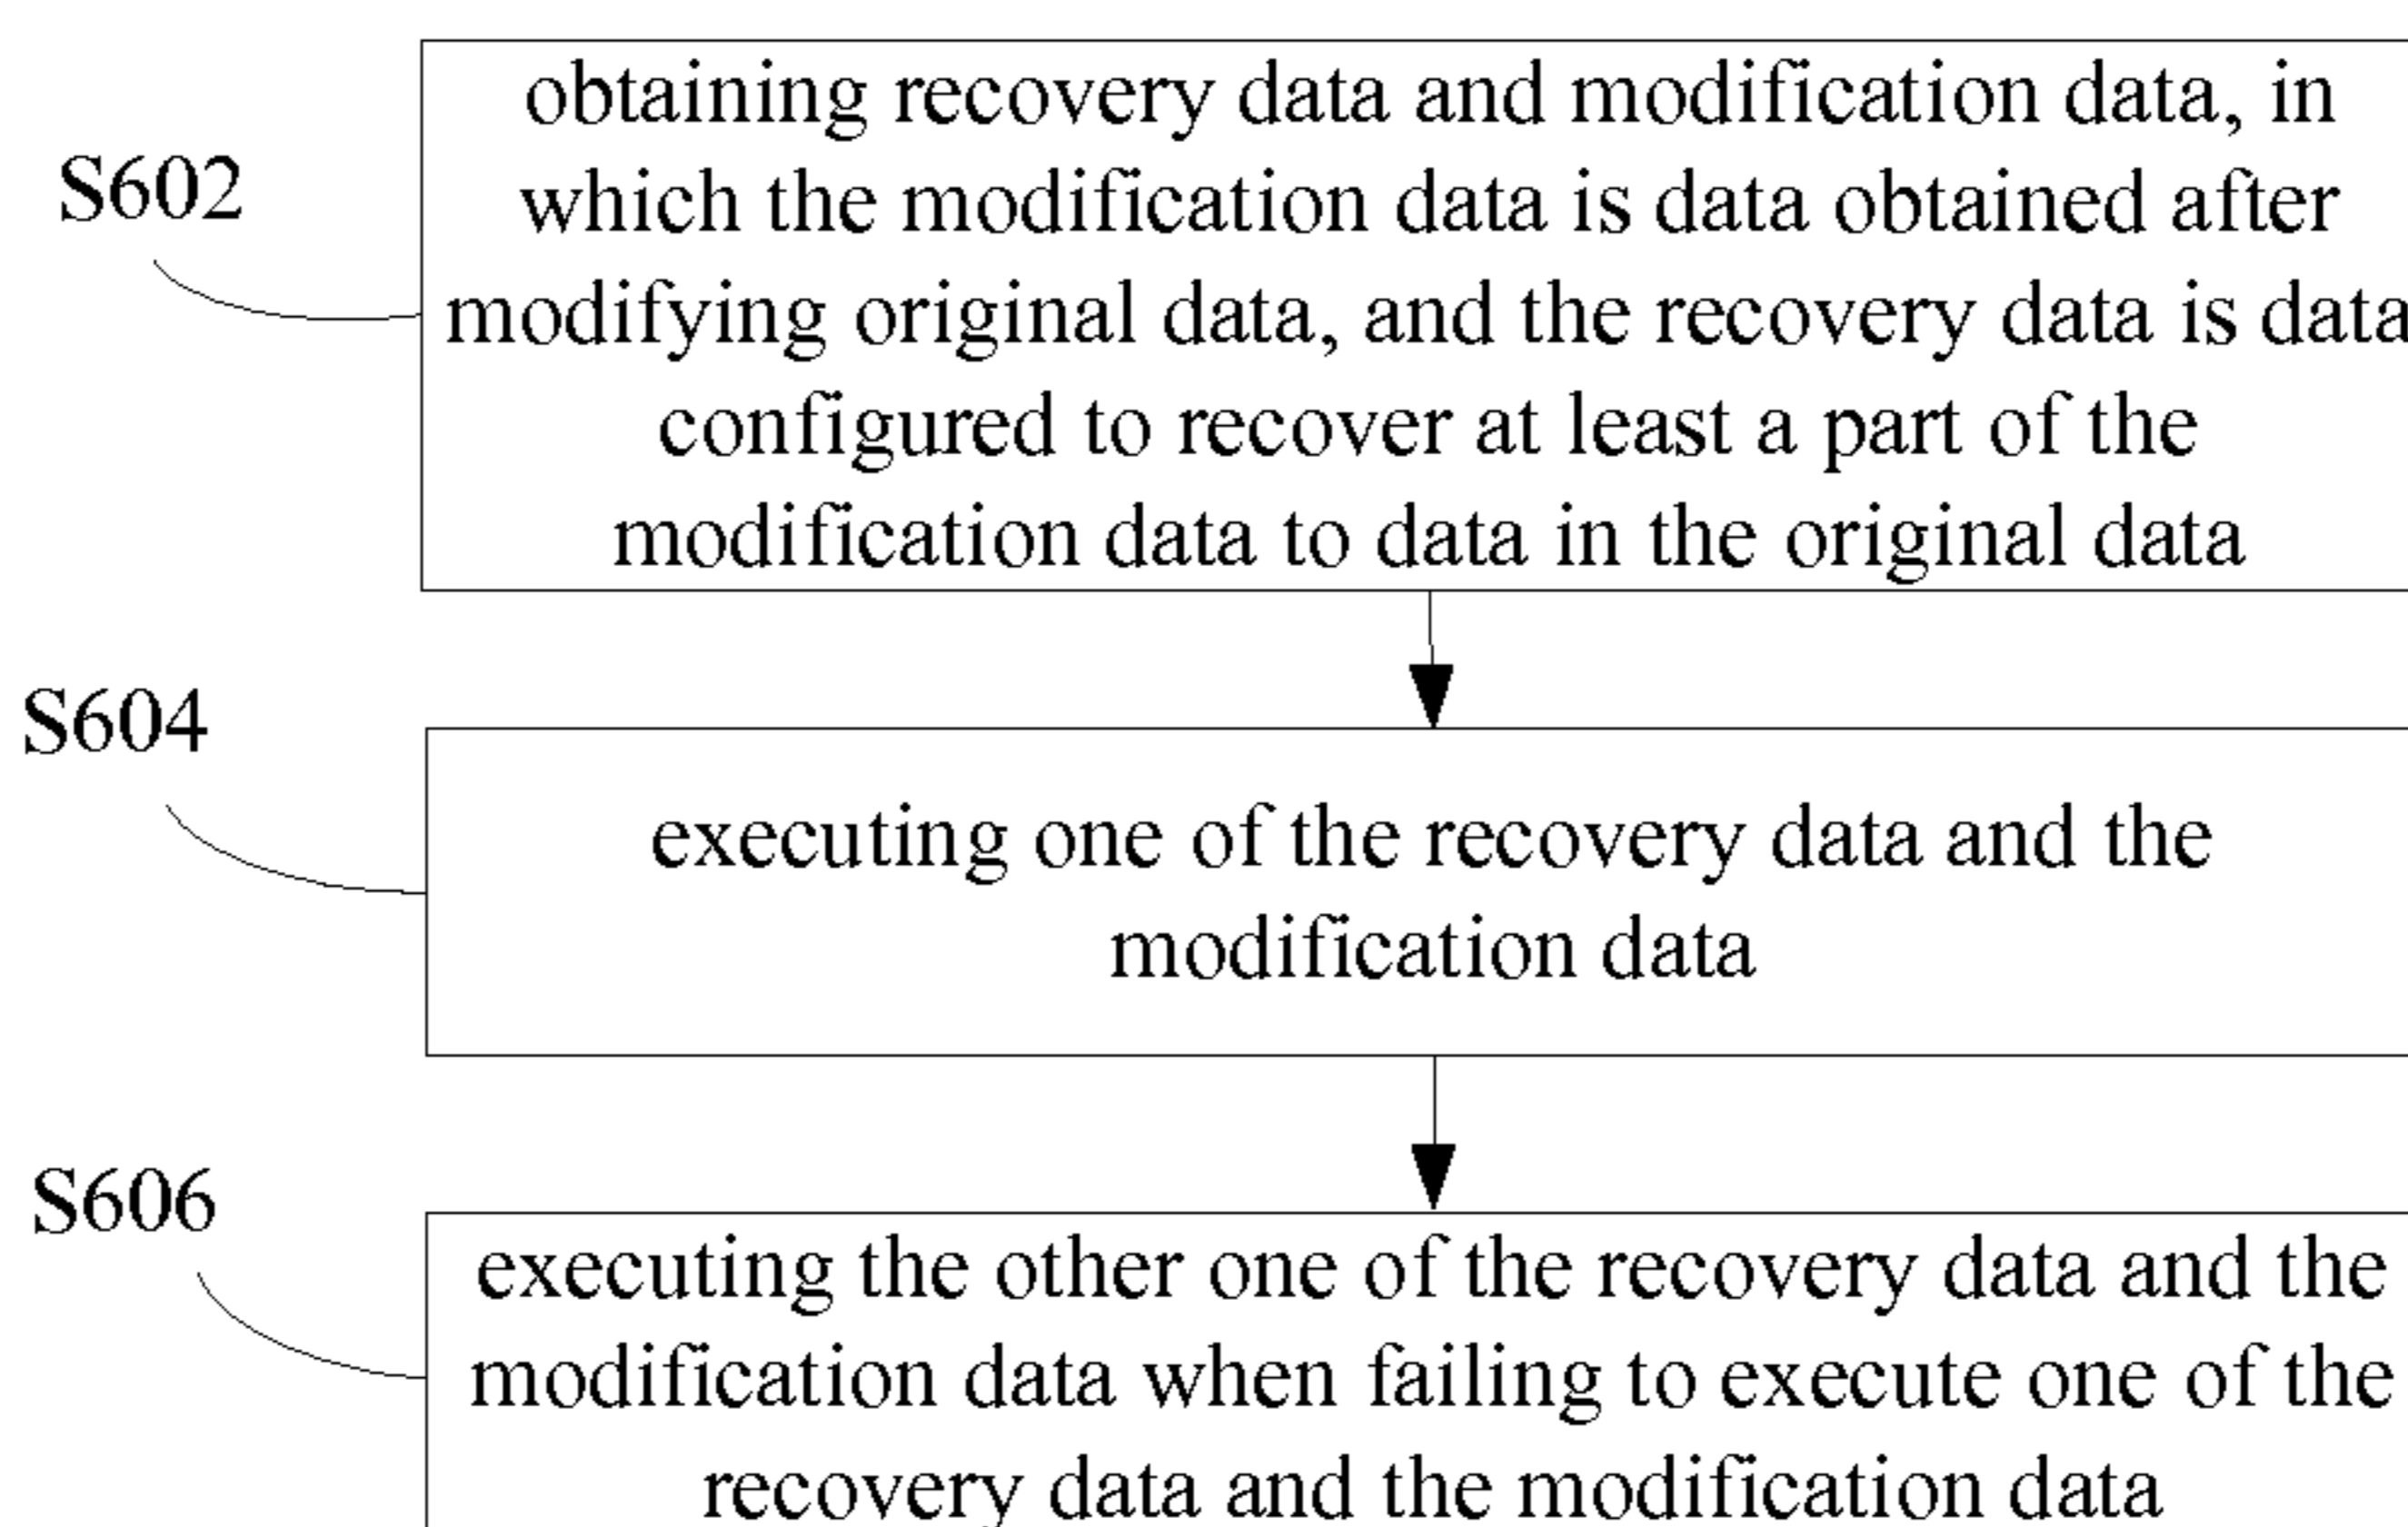 S602
obtaining recovery data and modification data, in
which the modification data is data obtained after
modifying original data, and the recovery data is data
configured to recover at least a part of the
modification data to data in the original data
S604
executing one of the recovery data and the
modification data
S606
executing the other one of the recovery data and the
modification data when failing to execute one of the
recovery data and the modification data